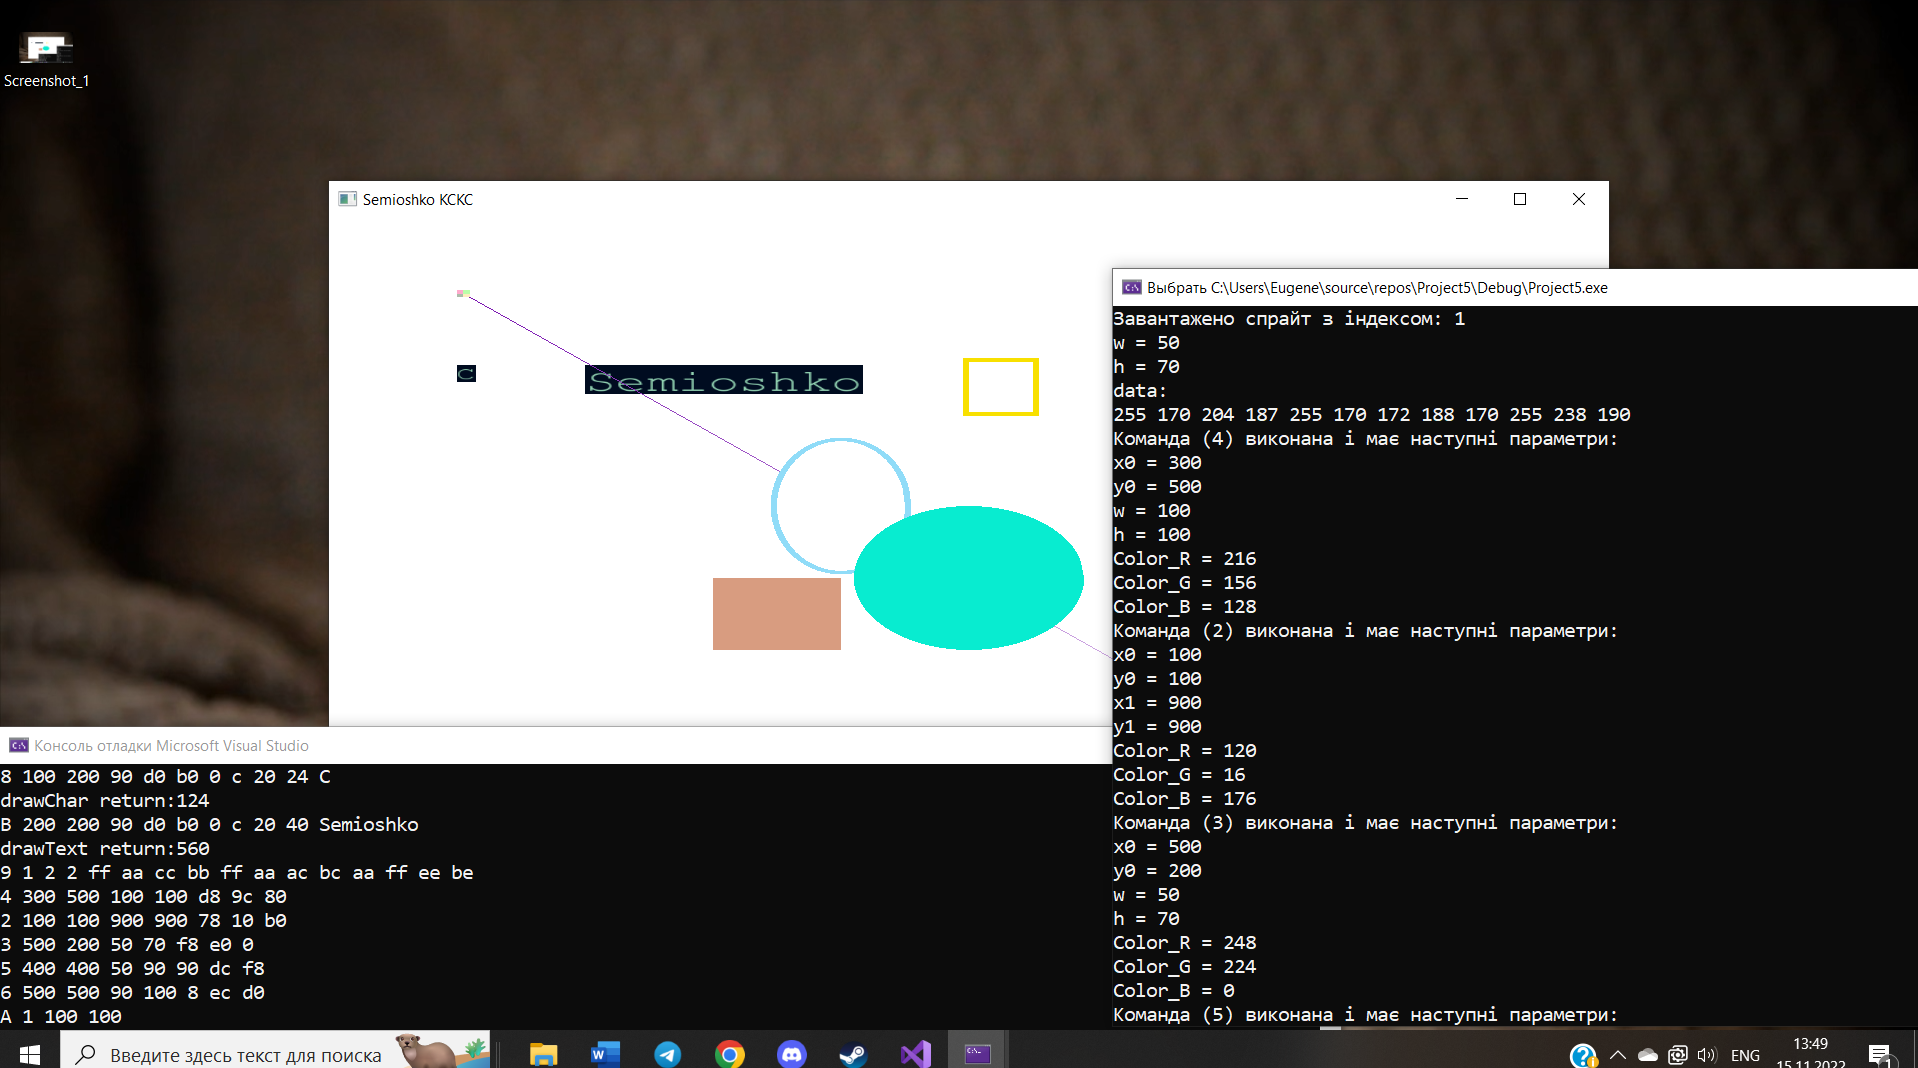 Screenshot_1
Semioshko КСКС
C
Semioshko
Выбрать C:\Users\Eugene\source\repos\Project5\Debug\Project5.exe
Завантажено спрайт з індексом: 1
w = 50
h = 70
data:
255 170 204 187 255 170 172 188 170 255 238 190
Команда (4) виконана і має наступні параметри:
x0 = 300
y0 = 500
w = 100
h = 100
Color_R = 216
Color_G = 156
Color_B = 128
Команда (2) виконана і має наступні параметри:
x0 = 100
y0 = 100
x1 = 900
y1 = 900
Color_R = 120
Color_G = 16
Color_B = 176
Команда (3) виконана і має наступні параметри:
x0 = 500
y0 = 200
w = 50
h = 70
Color_R = 248
Color_G = 224
Color_B = 0
Команда (5) виконана і має наступні параметри:
Консоль отладки Microsoft Visual Studio
8 100 200 90 d0 b0 0 c 20 24 C
drawChar return:124
B 200 200 90 d0 b0 0 c 20 40 Semioshko
drawText return:560
9 1 2 2 ff aa cc bb ff aa ac bc aa ff ee be
4 300 500 100 100 d8 9c 80
2 100 100 900 900 78 10 b0
3 500 200 50 70 f8 e0 0
5 400 400 50 90 90 dc f8
6 500 500 90 100 8 ec d0
A 1 100 100
Введите здесь текст для поиска
ENG
13:49
15.11.2022
1